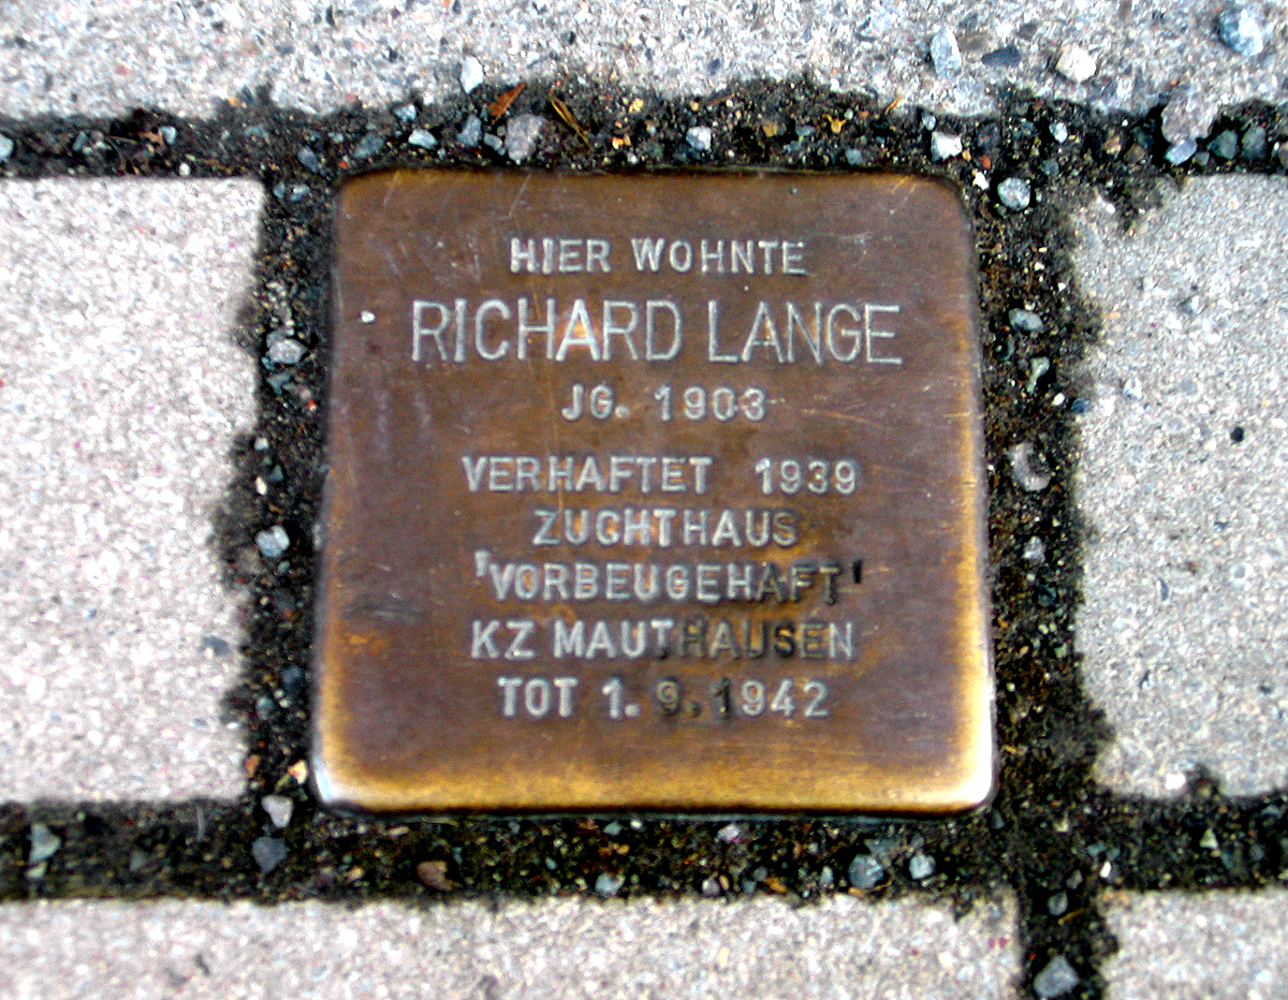 HIER WOHNTE
RICHARD LANGE
JG. 1903
VERHAFTET 1939
ZUCHTHAUS
'VORBEUGEHAFT'
KZ MAUTHAUSEN
TOT 1.9.1942